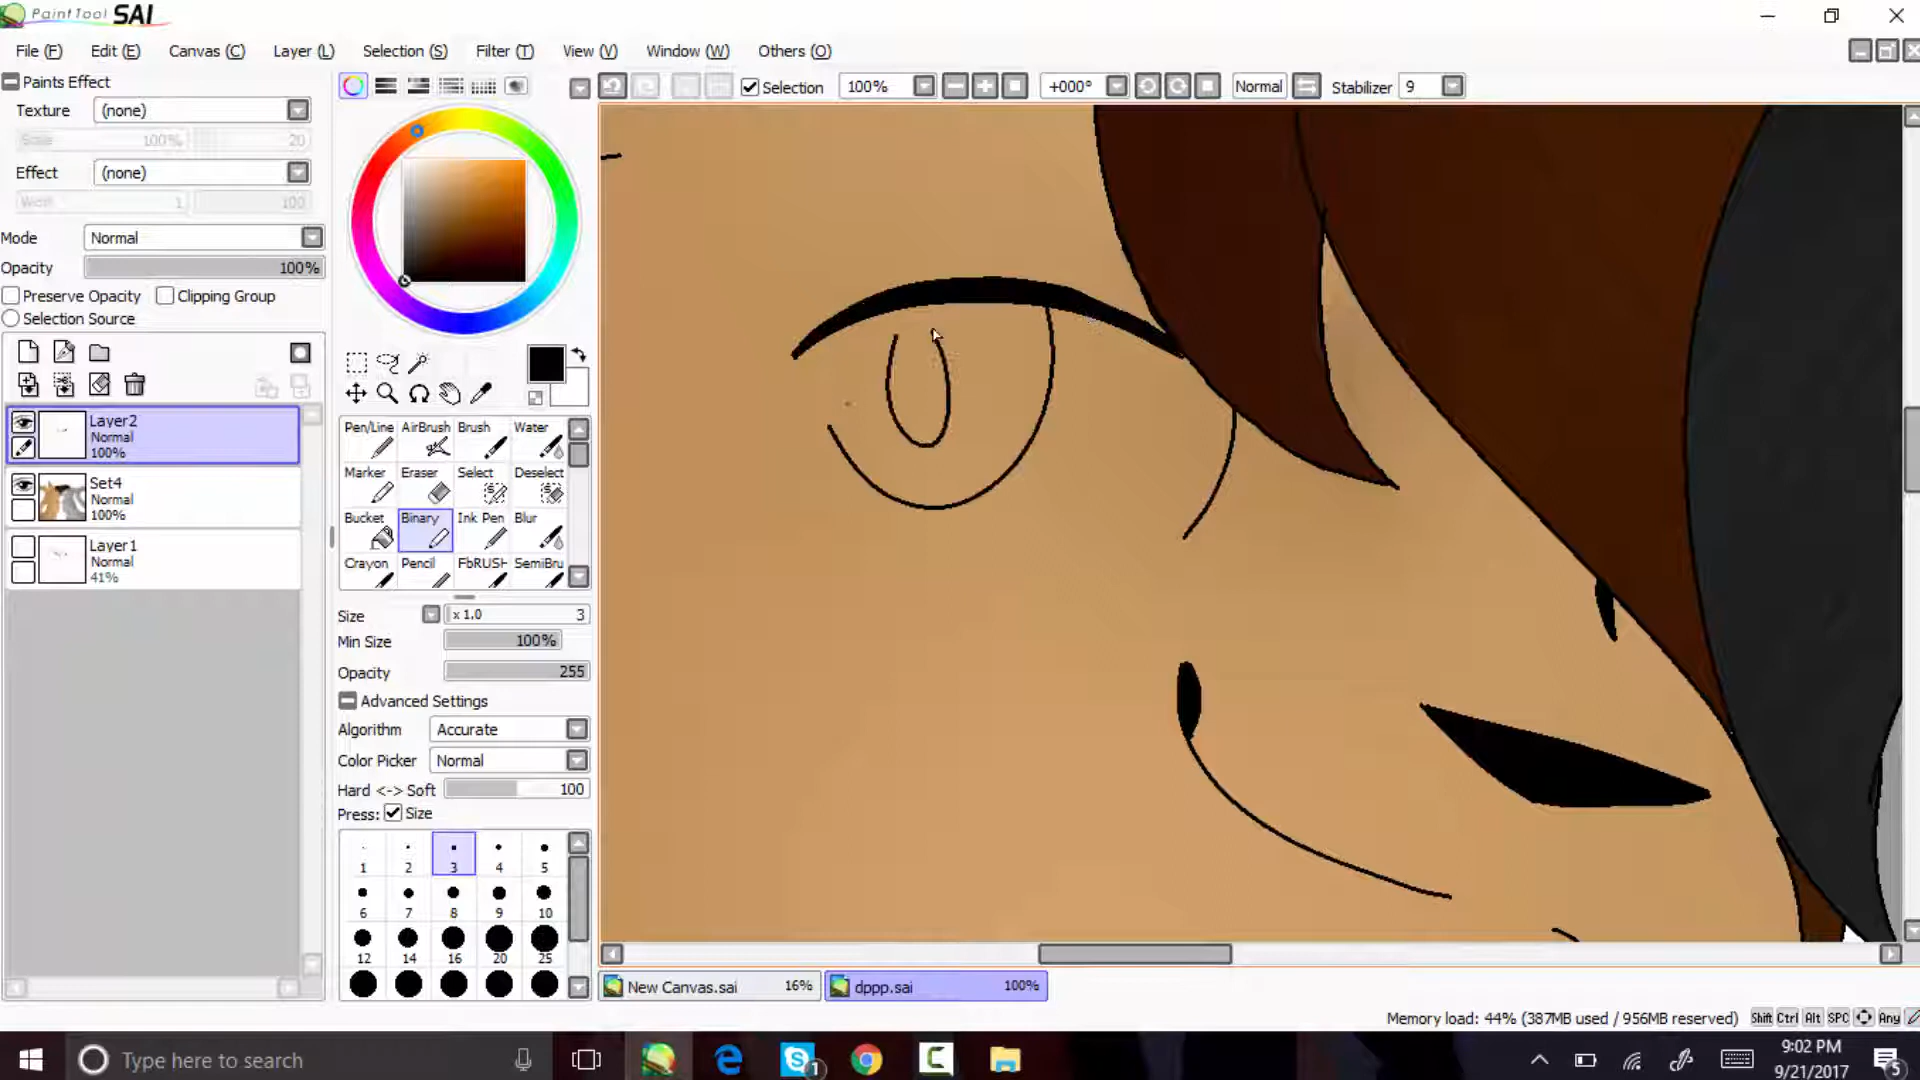 PaintTool SAI
File (F) Edit (E) Canvas (C) Layer (L) Selection (S) Filter (T) View (V) Window (W) Others (O)
Selection 100% +000° Normal Stabilizer 9
Paints Effect
Texture (none)
Scale 100% 20
Effect (none)
Width 1 100
Mode Normal
Opacity 100%
Preserve Opacity Clipping Group
Selection Source
Layer2
Normal
100%
Set4
Normal
100%
Layer1
Normal
41%
Pen/Line AirBrush Brush Water
Marker Eraser Select Deselect
Bucket Binary Ink Pen Blur
Crayon Pencil FbRUSH SemiBru
Size x 1.0 3
Min Size 100%
Opacity 255
Advanced Settings
Algorithm Accurate
Color Picker Normal
Hard <-> Soft 100
Press: Size
1 2 3 4 5
6 7 8 9 10
12 14 16 20 25
New Canvas.sai 16% dppp.sai 100%
Memory load: 44% (387MB used / 956MB reserved) Shift Ctrl Alt SPC Any
Type here to search
1
9:02 PM
9/21/2017
5